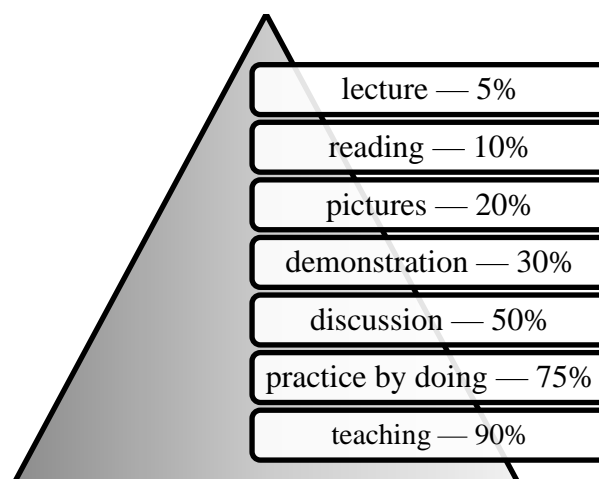 lecture — 5%
reading — 10%
pictures — 20%
demonstration — 30%
discussion — 50%
practice by doing — 75%
teaching — 90%